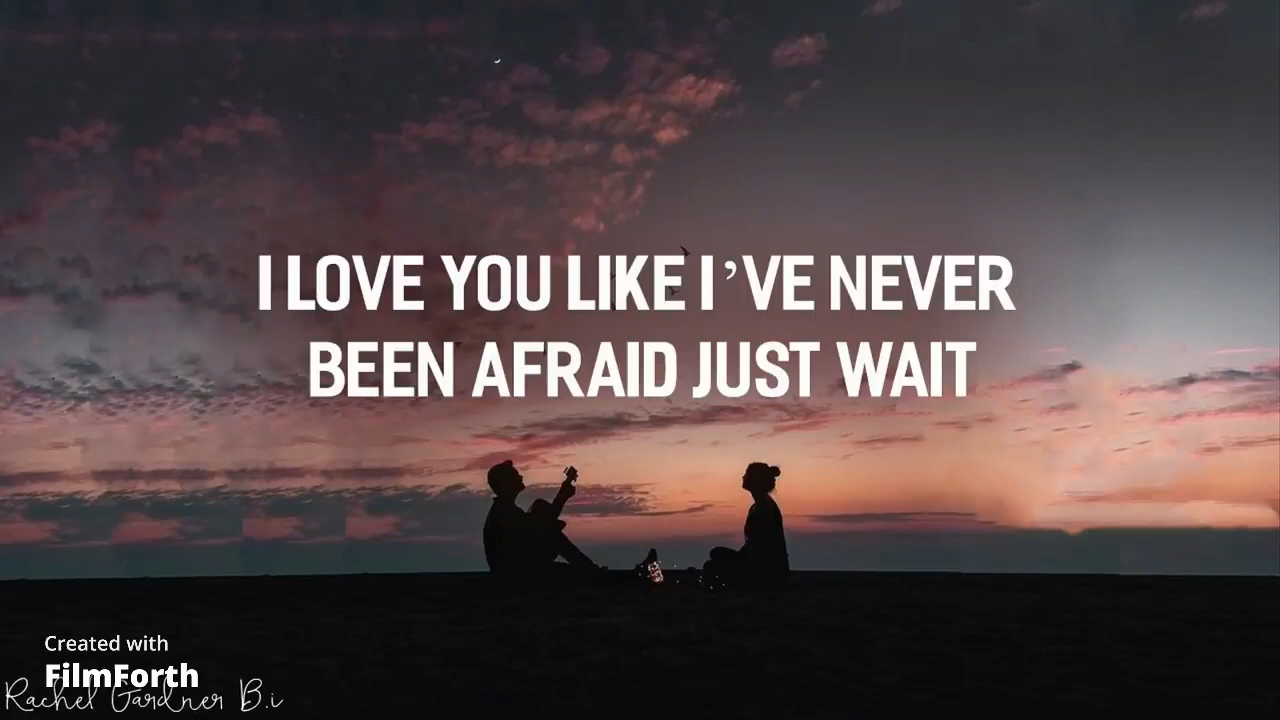 I LOVE YOU LIKE I'VE NEVER
BEEN AFRAID JUST WAIT
Created with
FilmForth
Rachel Gardner B.i